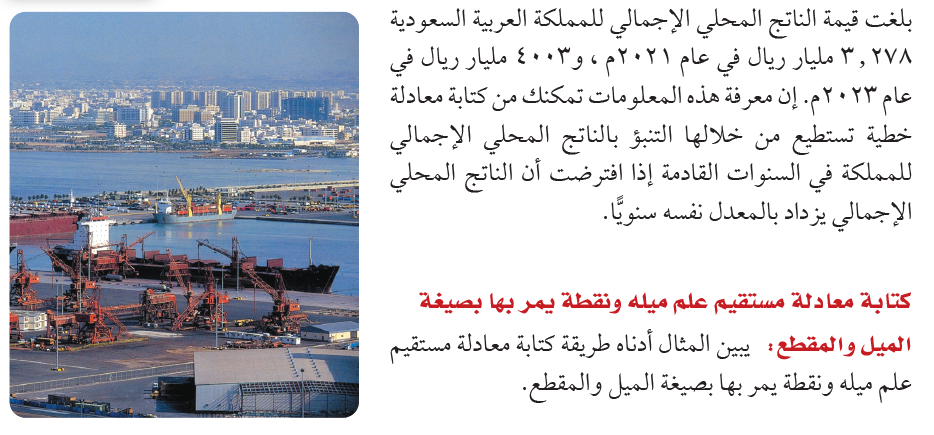 بلغت قيمة الناتج المحلي الإجمالي للمملكة العربية السعودية
٣,٢٧٨ مليار ريال في عام ٢٠٢١م ، و٤٠٠٣ مليار ريال في
عام ٢٠٢٣م. إن معرفة هذه المعلومات تمكنك من كتابة معادلة
خطية تستطيع من خلالها التنبؤ بالناتج المحلي الإجمالي
للمملكة في السنوات القادمة إذا افترضت أن الناتج المحلي
الإجمالي يزداد بالمعدل نفسه سنويًّا.
كتابة معادلة مستقيم علم ميله ونقطة يمر بها بصيغة
الميل والمقطع: يبين المثال أدناه طريقة كتابة معادلة مستقيم
علم ميله ونقطة يمر بها بصيغة الميل والمقطع.